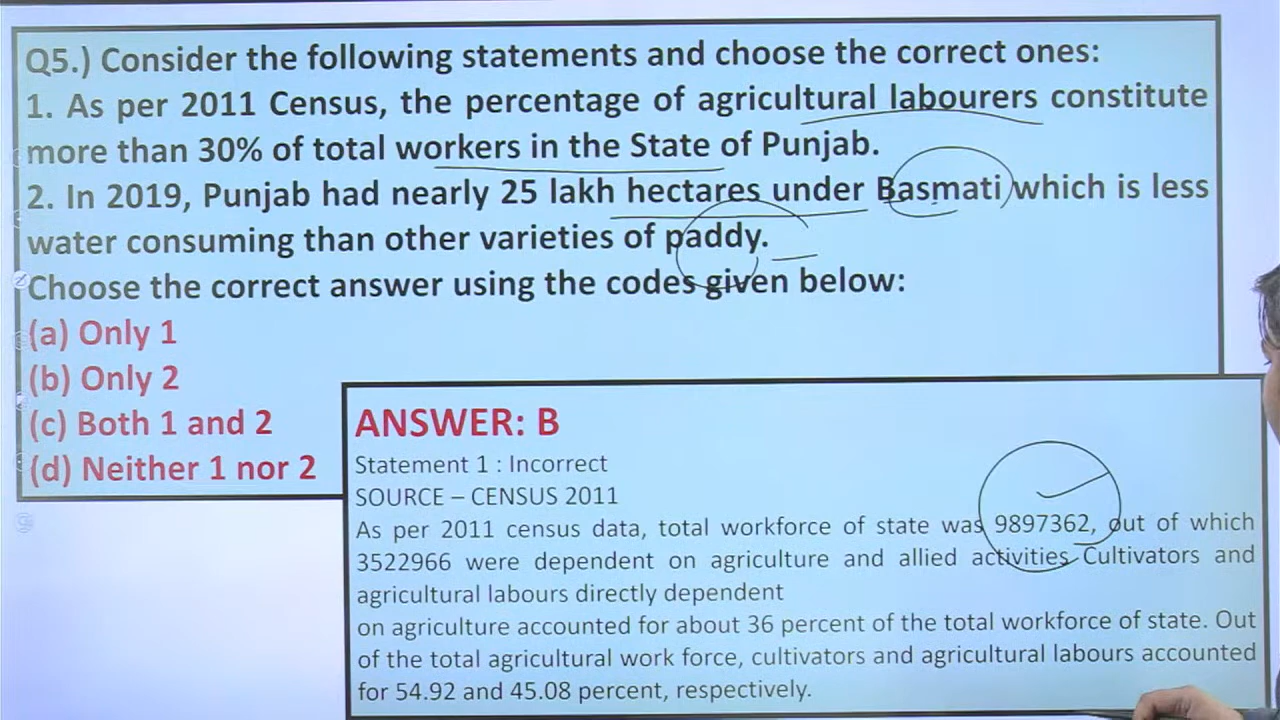 Q5.) Consider the following statements and choose the correct ones:
1. As per 2011 Census, the percentage of agricultural labourers constitute
more than 30% of total workers in the State of Punjab.
2. In 2019, Punjab had nearly 25 lakh hectares under Basmati which is less
water consuming than other varieties of paddy.
Choose the correct answer using the codes given below:
(a) Only 1
(b) Only 2
(c) Both 1 and 2
(d) Neither 1 nor 2
ANSWER: B
Statement 1 : Incorrect
SOURCE – CENSUS 2011
As per 2011 census data, total workforce of state was 9897362, out of which
3522966 were dependent on agriculture and allied activities Cultivators and
agricultural labours directly dependent
on agriculture accounted for about 36 percent of the total workforce of state. Out
of the total agricultural work force, cultivators and agricultural labours accounted
for 54.92 and 45.08 percent, respectively.